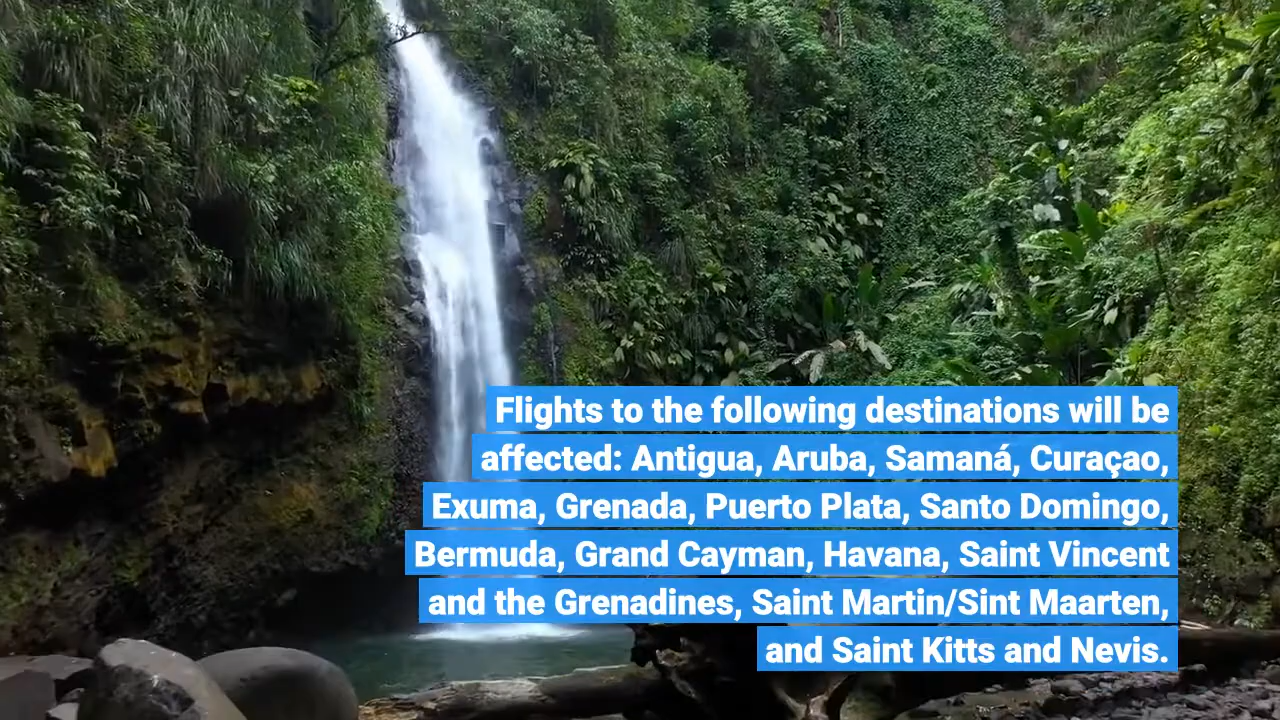 Flights to the following destinations will be
affected: Antigua, Aruba, Samaná, Curaçao,
Exuma, Grenada, Puerto Plata, Santo Domingo,
Bermuda, Grand Cayman, Havana, Saint Vincent
and the Grenadines, Saint Martin/Sint Maarten,
and Saint Kitts and Nevis.